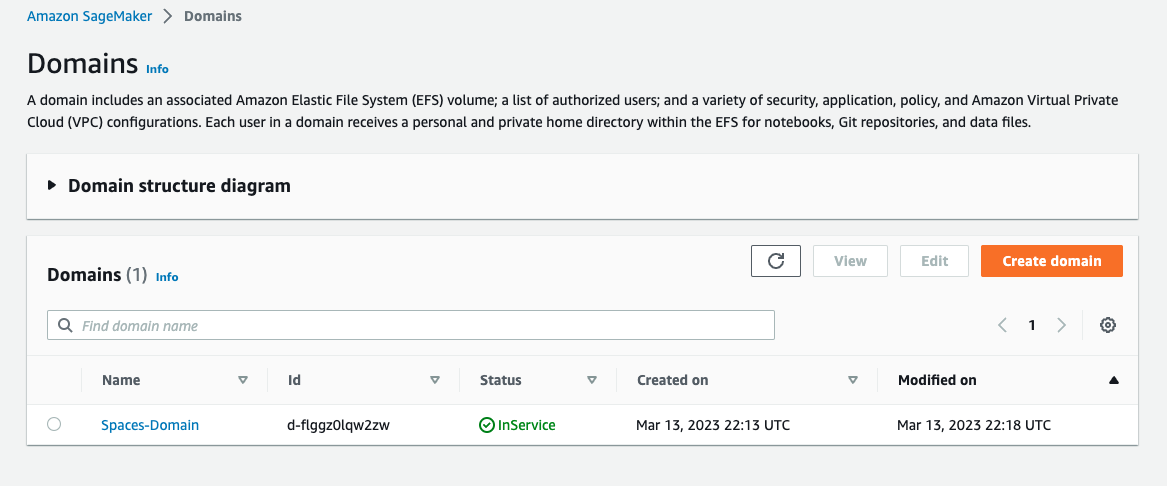 Amazon SageMaker > Domains
Domains Info
A domain includes an associated Amazon Elastic File System (EFS) volume; a list of authorized users; and a variety of security, application, policy, and Amazon Virtual Private
Cloud (VPC) configurations. Each user in a domain receives a personal and private home directory within the EFS for notebooks, Git repositories, and data files.
Domain structure diagram
Domains (1) Info
View
Edit
Create domain
Find domain name
1
Name Id Status Created on Modified on
Spaces-Domain d-flggz0lqw2zw InService Mar 13, 2023 22:13 UTC Mar 13, 2023 22:18 UTC